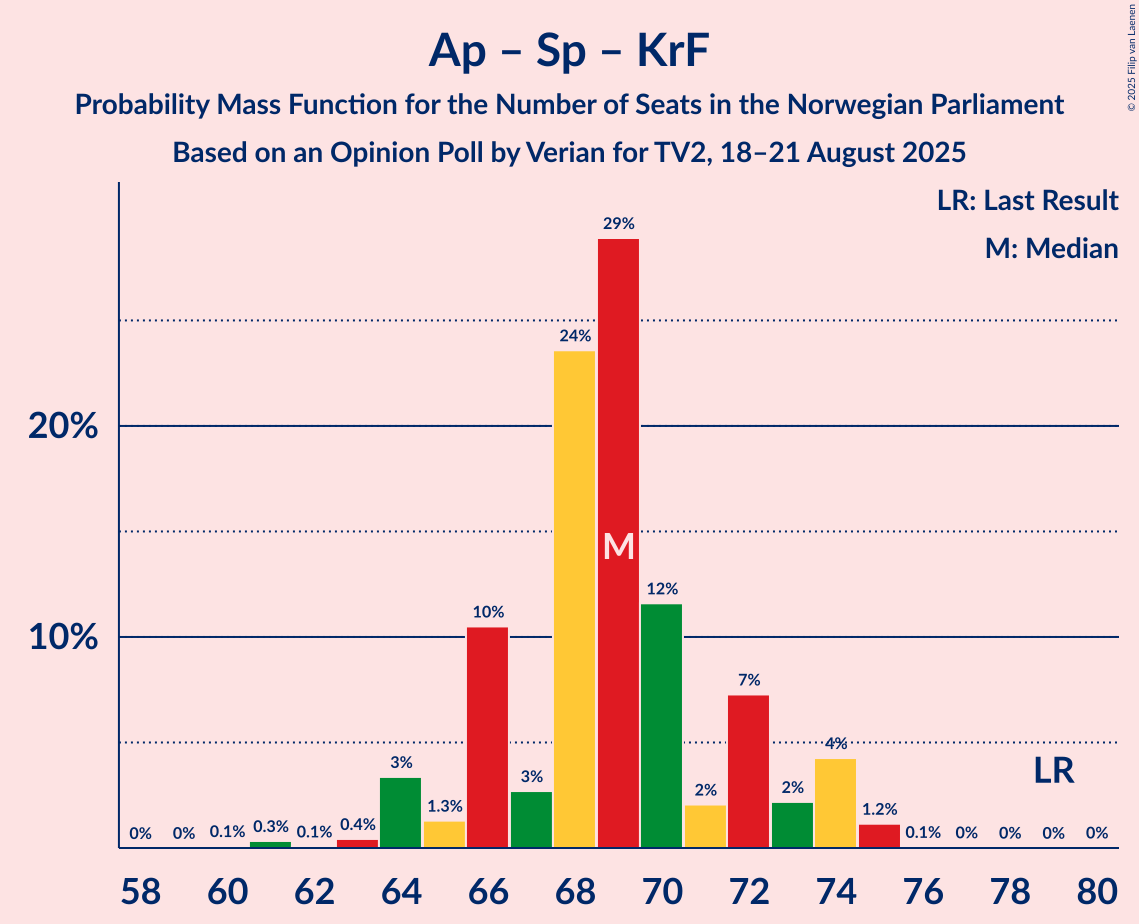 Ap – Sp – KrF
Probability Mass Function for the Number of Seats in the Norwegian Parliament
Based on an Opinion Poll by Verian for TV2, 18–21 August 2025
© 2025 Filip van Laenen
LR: Last Result
M: Median
20%
10%
0% 0% 0.1% 0.3% 0.1% 0.4% 3% 1.3% 10% 3% 24% 29% 12% 2% 7% 2% 4% 1.2% 0.1% 0% 0% 0% 0%
M
LR
58 60 62 64 66 68 70 72 74 76 78 80